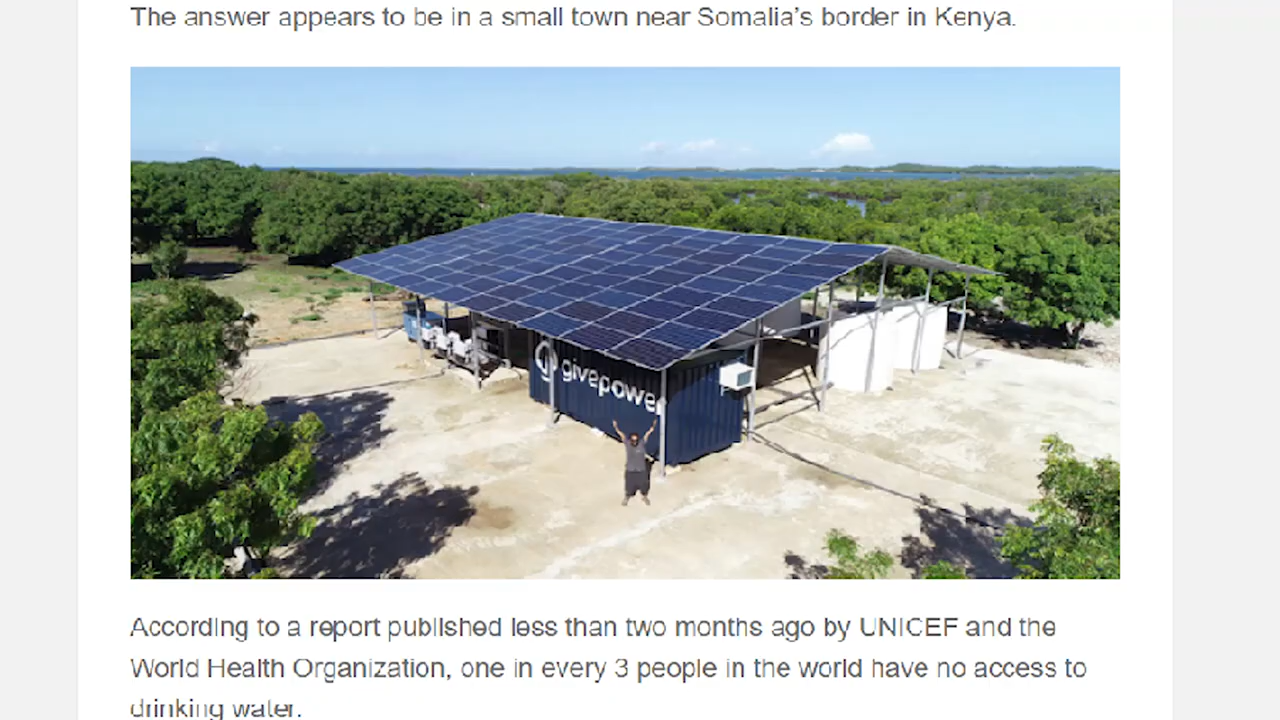 The answer appears to be in a small town near Somalia’s border in Kenya.
givepower
According to a report published less than two months ago by UNICEF and the
World Health Organization, one in every 3 people in the world have no access to
drinking water.